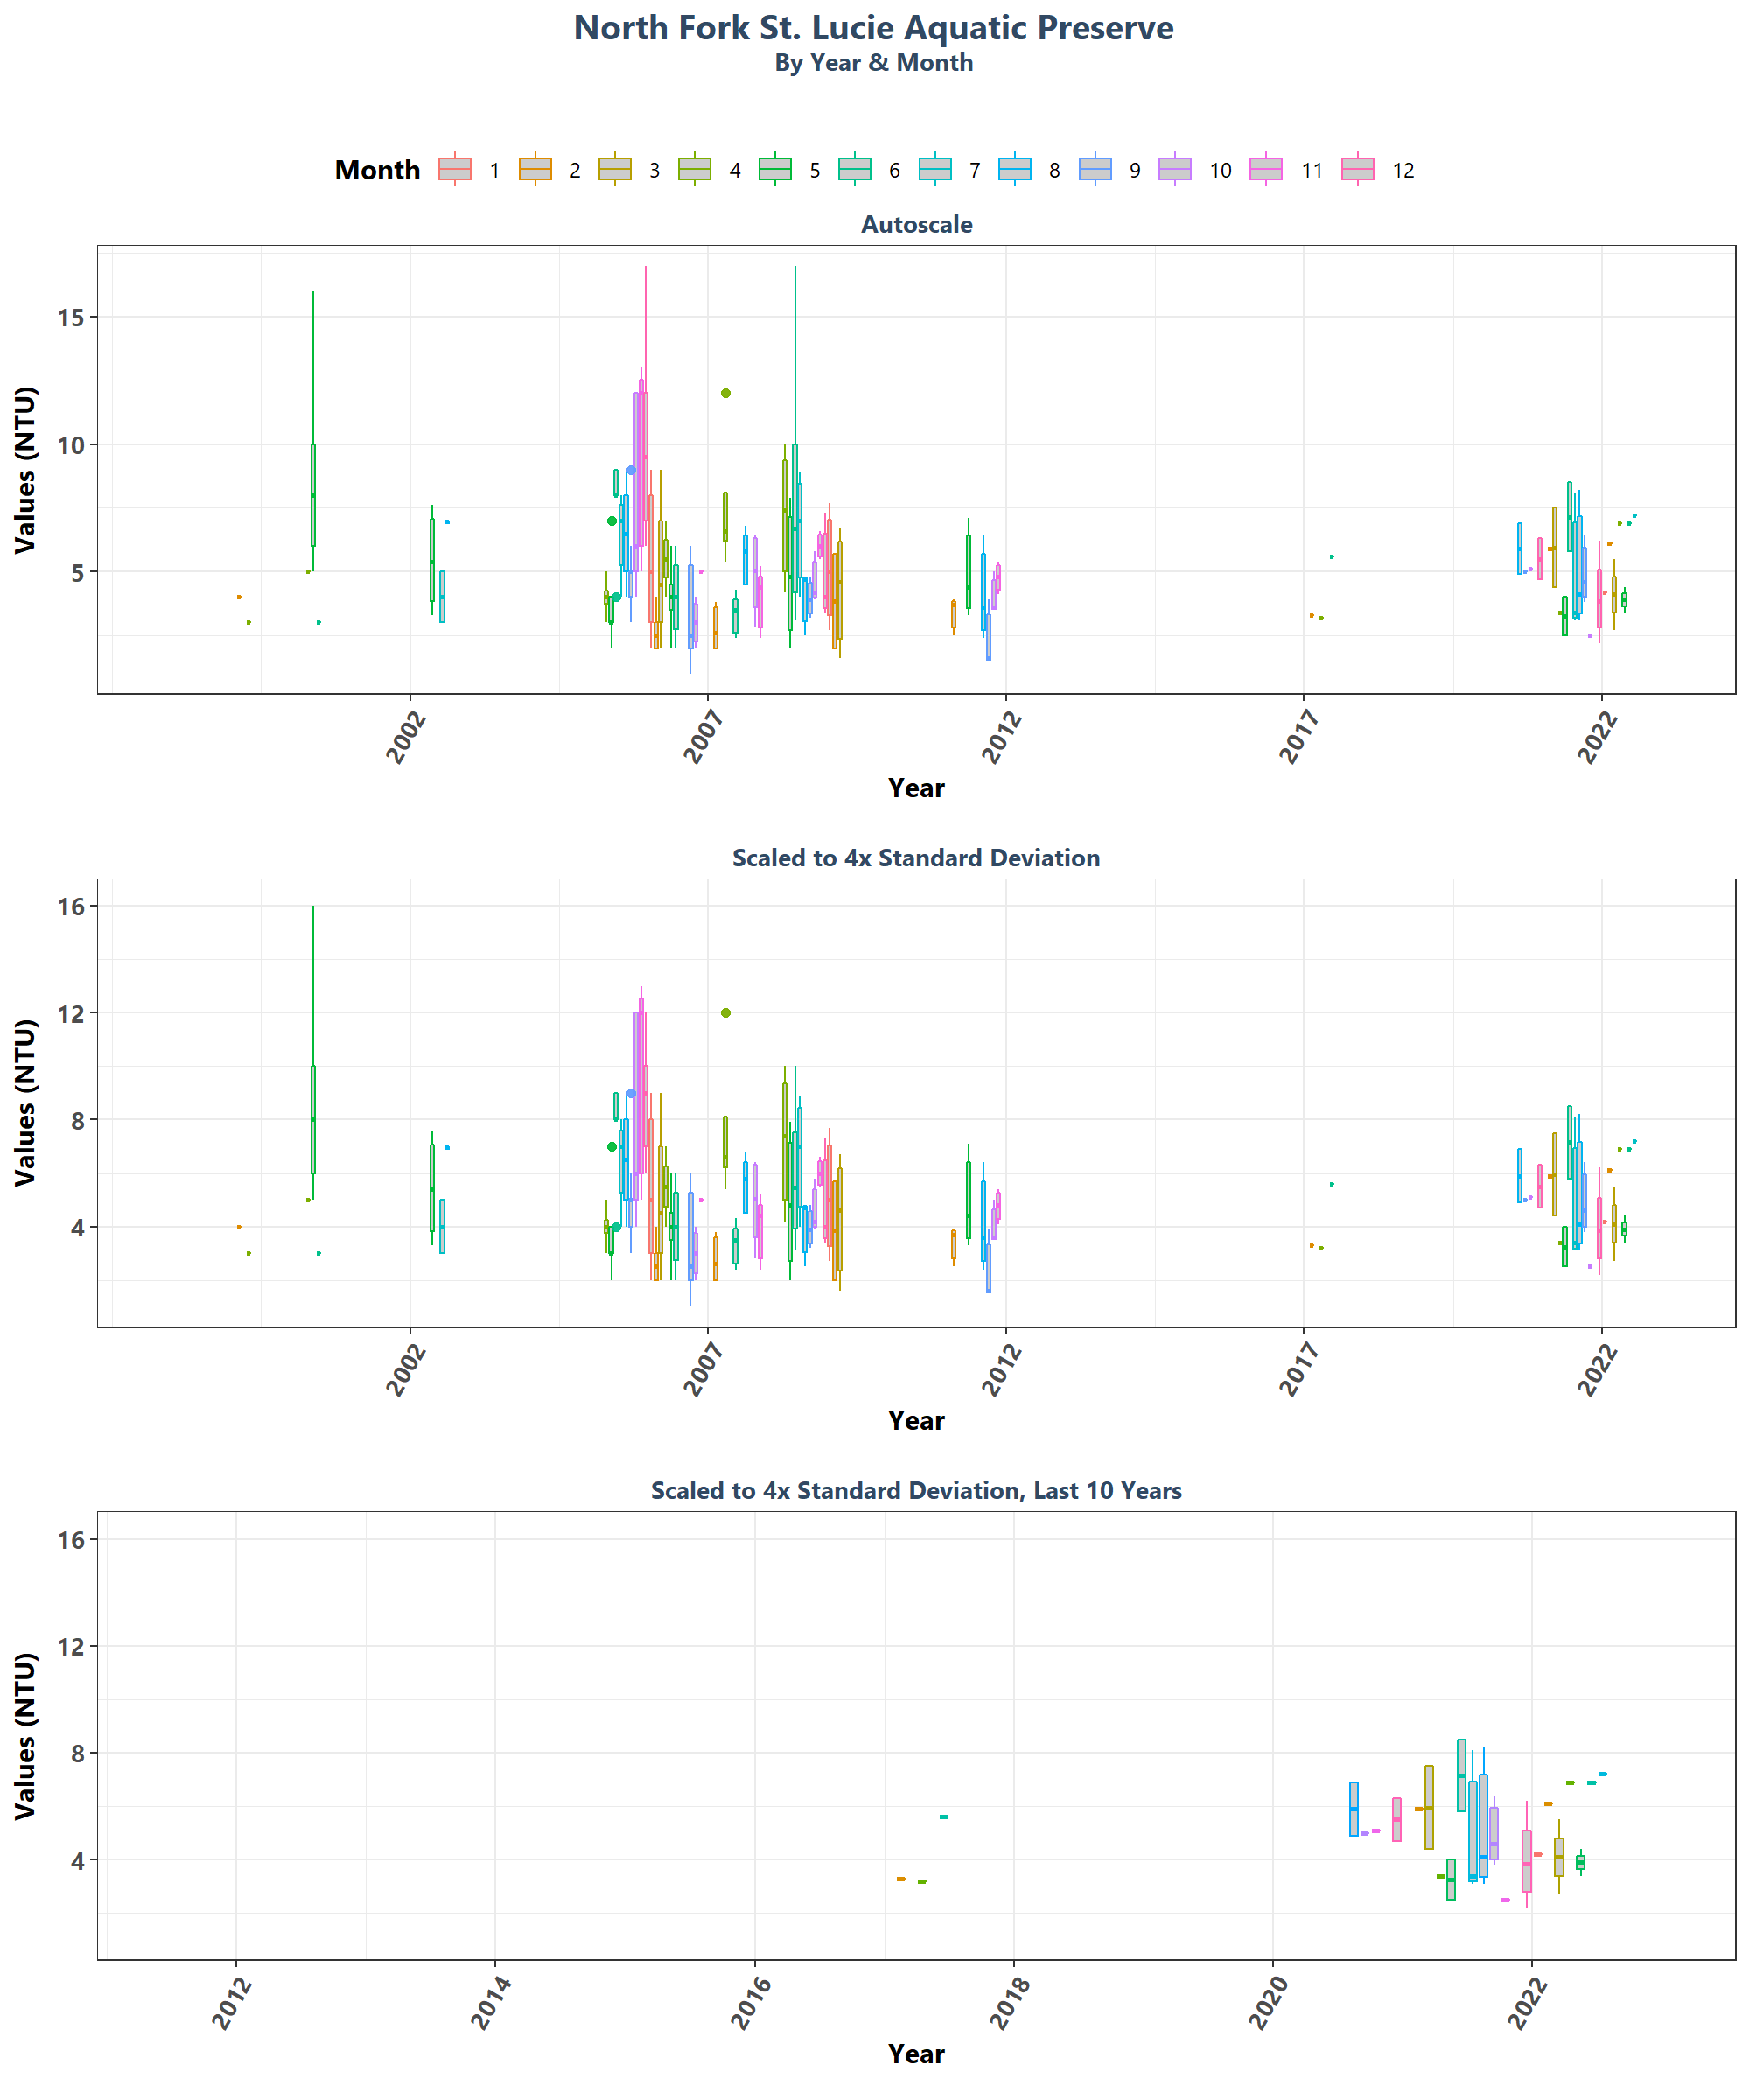 North Fork St. Lucie Aquatic Preserve
By Year & Month
Month 1 2 3 4 5 6 7 8 9 10 11 12
Autoscale
Values (NTU)
15
10
5
2002 2007 2012 2017 2022
Year
Scaled to 4x Standard Deviation
Values (NTU)
16
12
8
4
2002 2007 2012 2017 2022
Year
Scaled to 4x Standard Deviation, Last 10 Years
Values (NTU)
16
12
8
4
2012 2014 2016 2018 2020 2022
Year